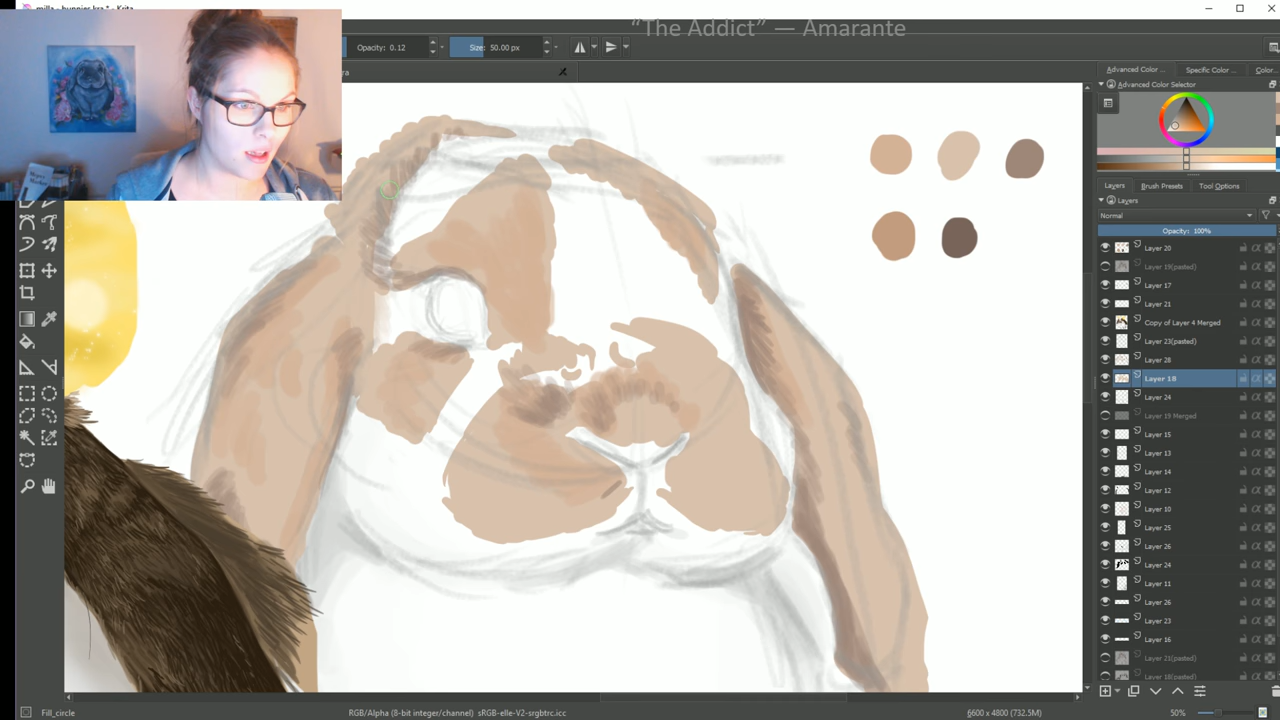 milla - bunnies.kra * - Krita
"The Addict" — Amarante
Opacity: 0.12
Size: 50.00 px
Advanced Color ...
Specific Color ...
Color...
Advanced Color Selector
Layers
Brush Presets
Tool Options
Layers
Normal
Opacity: 100%
Layer 20
Layer 19(pasted)
Layer 17
Layer 21
Copy of Layer 4 Merged
Layer 23(pasted)
Layer 28
Layer 18
Layer 24
Layer 19 Merged
Layer 15
Layer 13
Layer 14
Layer 12
Layer 10
Layer 25
Layer 26
Layer 24
Layer 11
Layer 26
Layer 23
Layer 16
Layer 21(pasted)
Layer 18(pasted)
Fill_circle
RGB/Alpha (8-bit integer/channel) sRGB-elle-V2-srgbtrc.icc
6600 x 4800 (732.5M)
50%